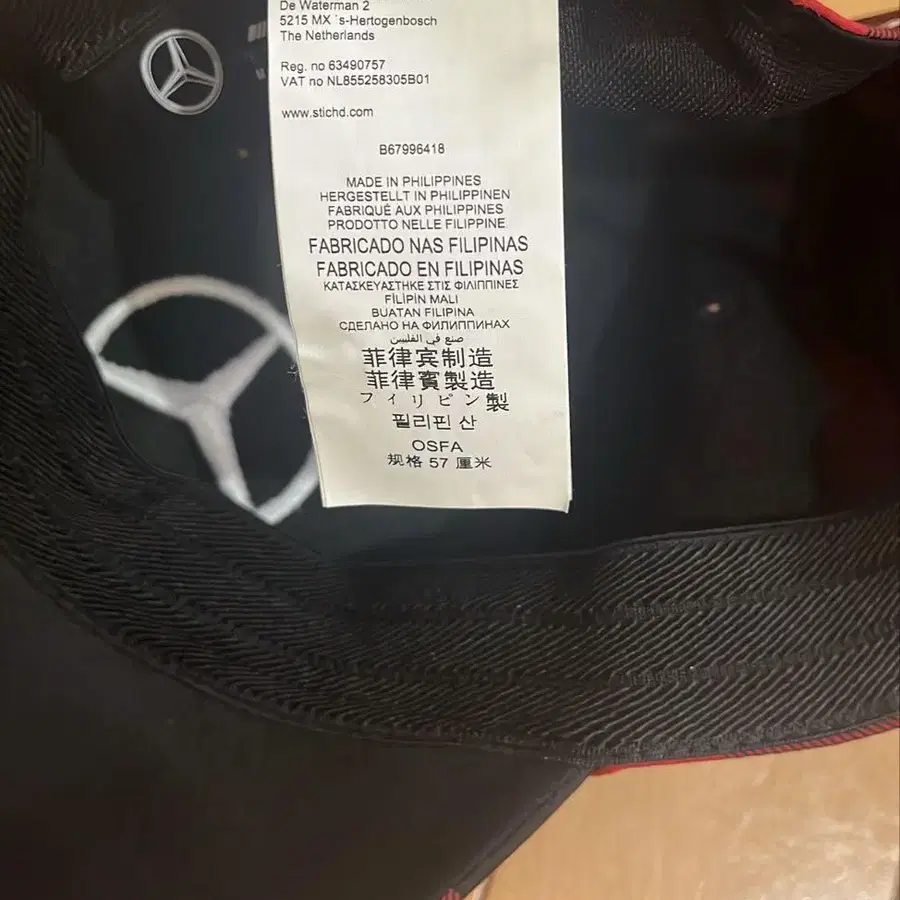 De Waterman 2
5215 MX ´s-Hertogenbosch
The Netherlands
Reg. no 63490757
VAT no NL855258305B01
www.stichd.com
B67996418
MADE IN PHILIPPINES
HERGESTELLT IN PHILIPPINEN
FABRIQUÉ AUX PHILIPPINES
PRODOTTO NELLE FILIPPINE
FABRICADO NAS FILIPINAS
FABRICADO EN FILIPINAS
ΚΑΤΑΣΚΕΥΑΣΤΗΚΕ ΣΤΙΣ ΦΙΛΙΠΠΙΝΕΣ
FİLİPİN MALI
BUATAN FILIPINA
СДЕЛАНО НА ФИЛИППИНАХ
صنع في الفلبين
菲律宾制造
菲律賓製造
フィリピン製
필리핀 산
OSFA
规格 57 厘米